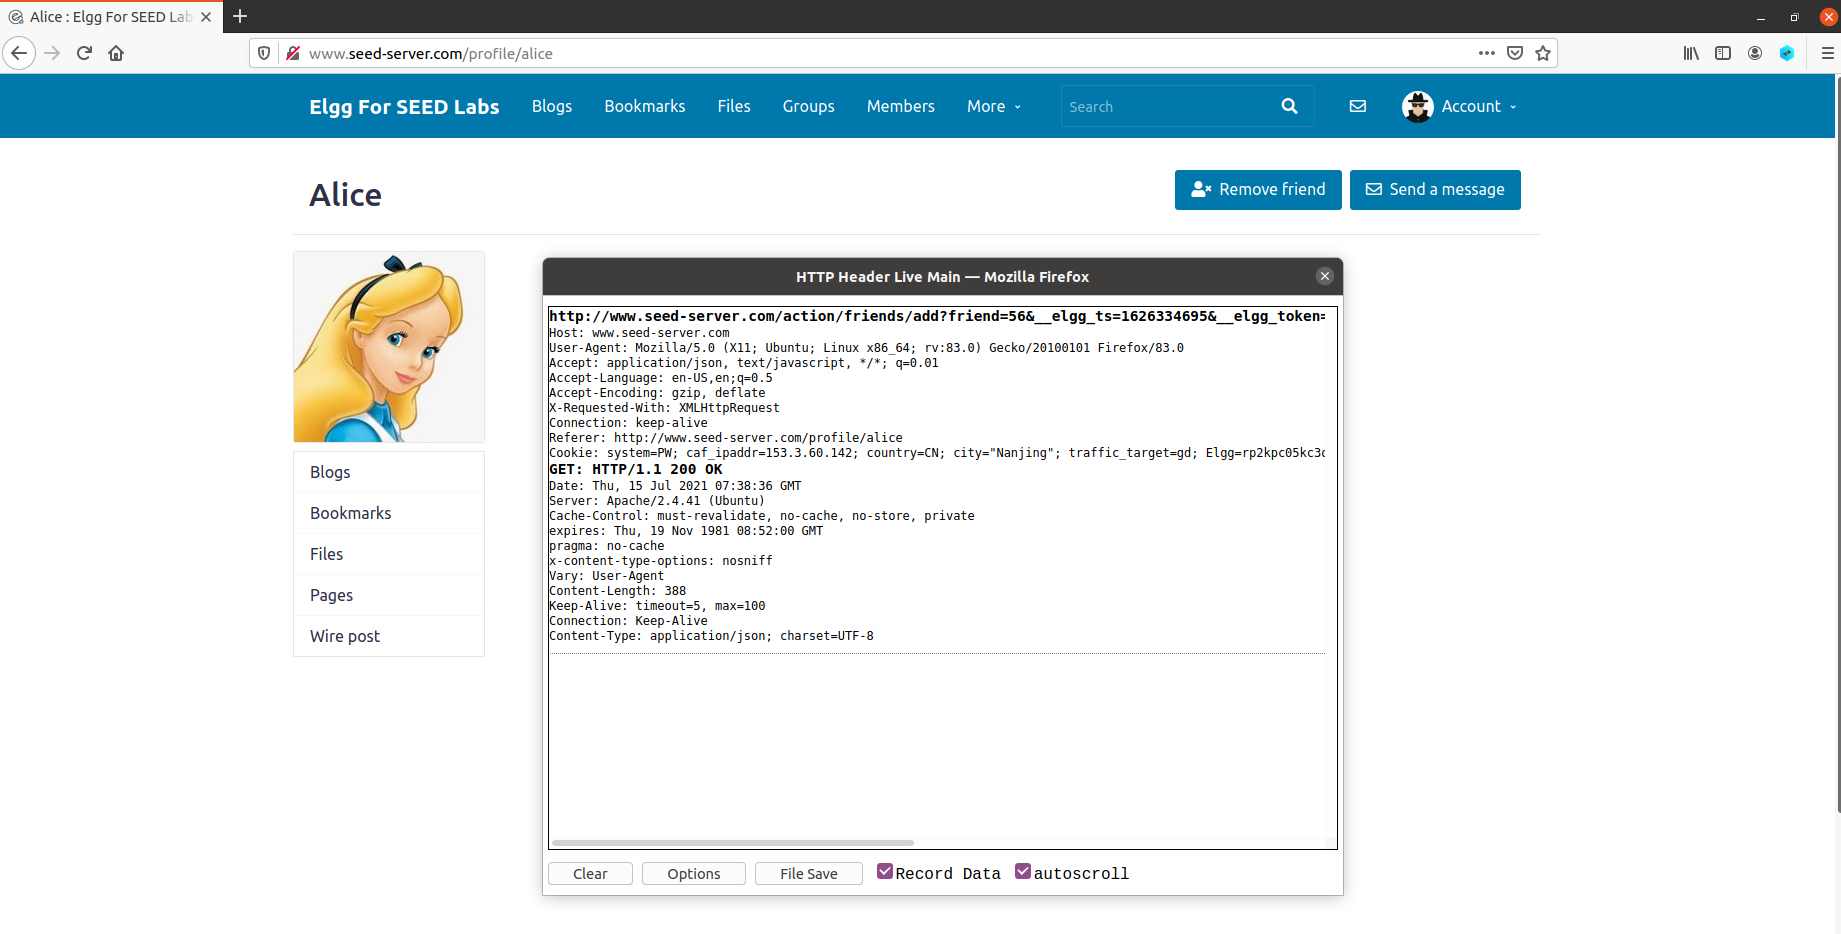 Alice : Elgg For SEED Lab
www.seed-server.com/profile/alice
Elgg For SEED Labs Blogs Bookmarks Files Groups Members More Search Account
Alice
Remove friend Send a message
HTTP Header Live Main — Mozilla Firefox
http://www.seed-server.com/action/friends/add?friend=56&__elgg_ts=1626334695&__elgg_token=
Host: www.seed-server.com
User-Agent: Mozilla/5.0 (X11; Ubuntu; Linux x86_64; rv:83.0) Gecko/20100101 Firefox/83.0
Accept: application/json, text/javascript, */*; q=0.01
Accept-Language: en-US,en;q=0.5
Accept-Encoding: gzip, deflate
X-Requested-With: XMLHttpRequest
Connection: keep-alive
Referer: http://www.seed-server.com/profile/alice
Cookie: system=PW; caf_ipaddr=153.3.60.142; country=CN; city="Nanjing"; traffic_target=gd; Elgg=rp2kpc05kc3c
GET: HTTP/1.1 200 OK
Date: Thu, 15 Jul 2021 07:38:36 GMT
Server: Apache/2.4.41 (Ubuntu)
Cache-Control: must-revalidate, no-cache, no-store, private
expires: Thu, 19 Nov 1981 08:52:00 GMT
pragma: no-cache
x-content-type-options: nosniff
Vary: User-Agent
Content-Length: 388
Keep-Alive: timeout=5, max=100
Connection: Keep-Alive
Content-Type: application/json; charset=UTF-8
Blogs
Bookmarks
Files
Pages
Wire post
Clear Options File Save Record Data autoscroll